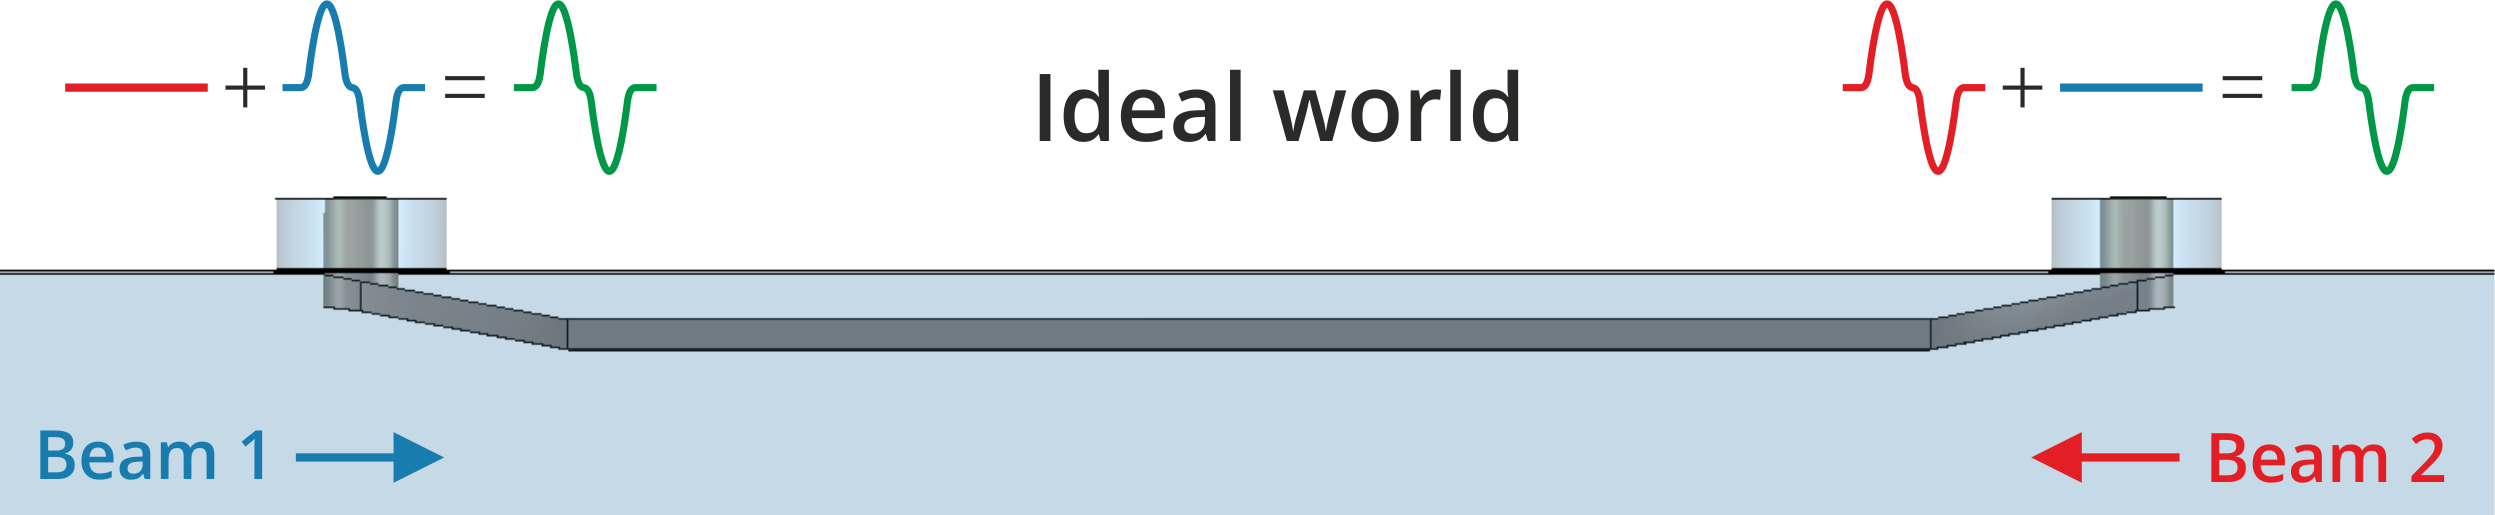 + =
Ideal world
+ =
Beam 1
Beam 2